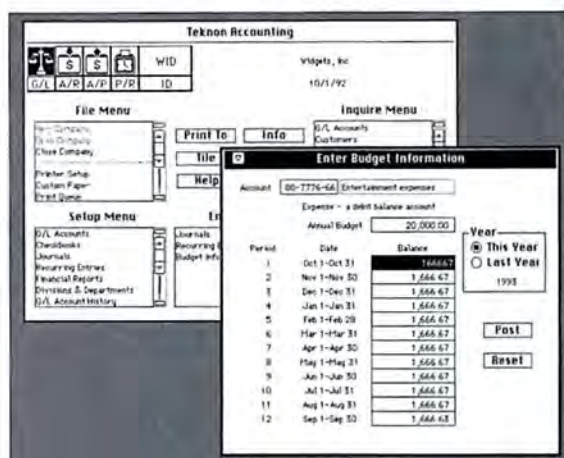 Teknon Accounting
WID
Widgets, Inc
G/L A/R A/P P/R
ID
10/1/92
File Menu
Inquire Menu
Close Company
Printer Setup
Custom Paper
Print Queue
Print To
Info
Tile
Help
G/L Accounts
Customers
Setup Menu
G/L Accounts
Checkbooks
Journals
Recurring Entries
Financial Reports
Divisions & Departments
G/L Account History
En
Journals
Recurring E
Budget Info
Enter Budget Information
Account 00-7776-66 Entertainment expenses
Expense - a debit balance account
Annual Budget 20,000.00
Period Date Balance
1 Oct 1-Oct 31 166667
2 Nov 1-Nov 30 1,666.67
3 Dec 1-Dec 31 1,666.67
4 Jan 1-Jan 31 1,666.67
5 Feb 1-Feb 28 1,666.67
6 Mar 1-Mar 31 1,666.67
7 Apr 1-Apr 30 1,666.67
8 May 1-May 31 1,666.67
9 Jun 1-Jun 30 1,666.67
10 Jul 1-Jul 31 1,666.67
11 Aug 1-Aug 31 1,666.67
12 Sep 1-Sep 30 1,666.63
Year
This Year
Last Year
1993
Post
Reset